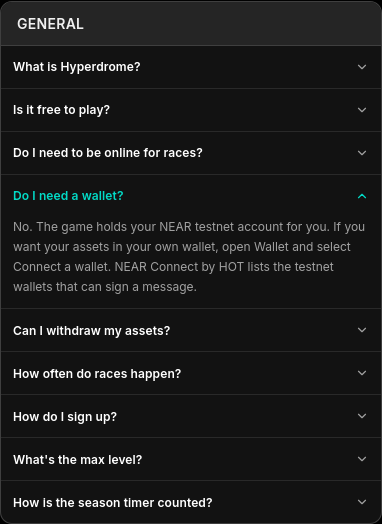 GENERAL
What is Hyperdrome?
Is it free to play?
Do I need to be online for races?
Do I need a wallet?
No. The game holds your NEAR testnet account for you. If you
want your assets in your own wallet, open Wallet and select
Connect a wallet. NEAR Connect by HOT lists the testnet
wallets that can sign a message.
Can I withdraw my assets?
How often do races happen?
How do I sign up?
What's the max level?
How is the season timer counted?